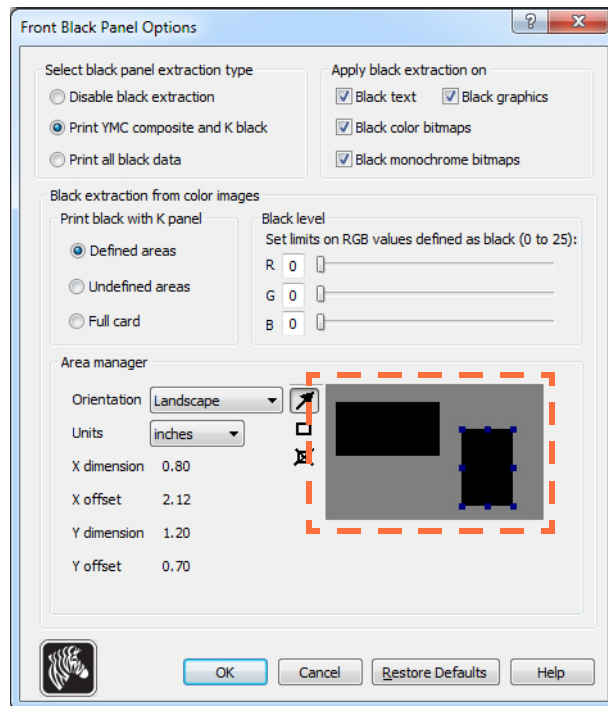 Front Black Panel Options
Select black panel extraction type
Disable black extraction
Print YMC composite and K black
Print all black data
Apply black extraction on
Black text Black graphics
Black color bitmaps
Black monochrome bitmaps
Black extraction from color images
Print black with K panel
Defined areas
Undefined areas
Full card
Black level
Set limits on RGB values defined as black (0 to 25):
R 0
G 0
B 0
Area manager
Orientation Landscape
Units inches
X dimension 0.80
X offset 2.12
Y dimension 1.20
Y offset 0.70
OK Cancel Restore Defaults Help